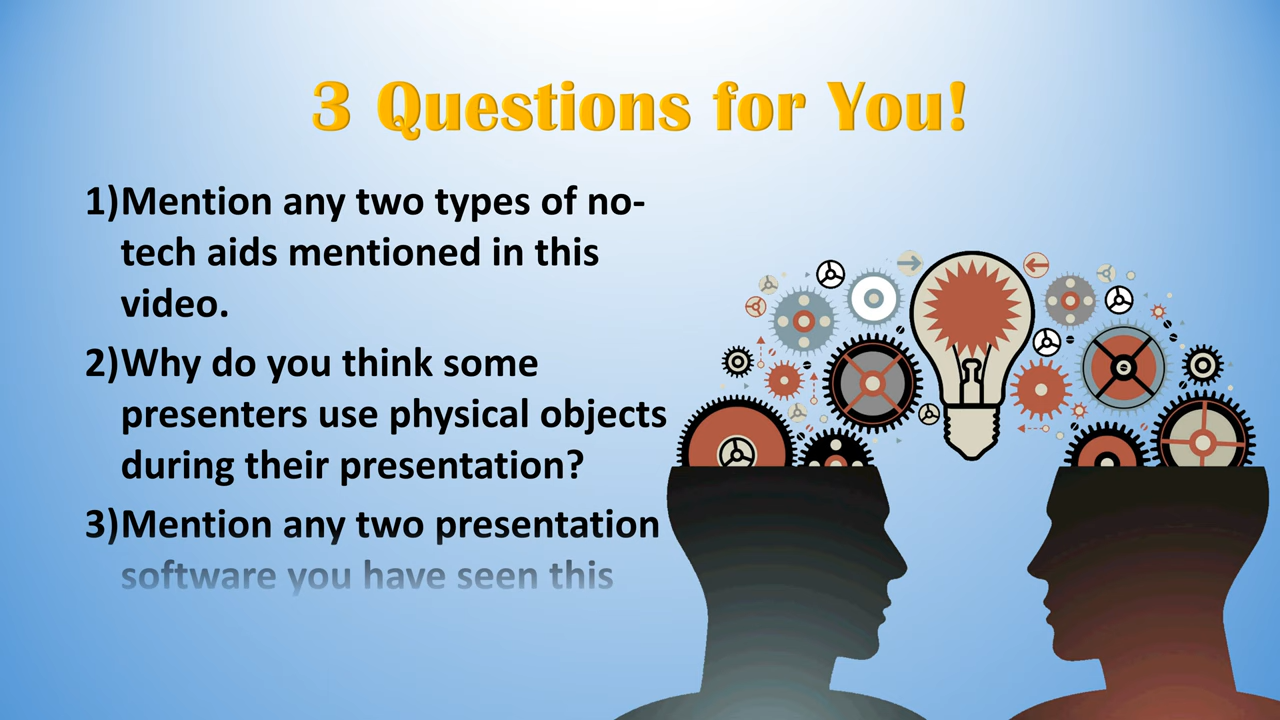 3 Questions for You!
1)Mention any two types of no-
tech aids mentioned in this
video.
2)Why do you think some
presenters use physical objects
during their presentation?
3)Mention any two presentation
software you have seen this